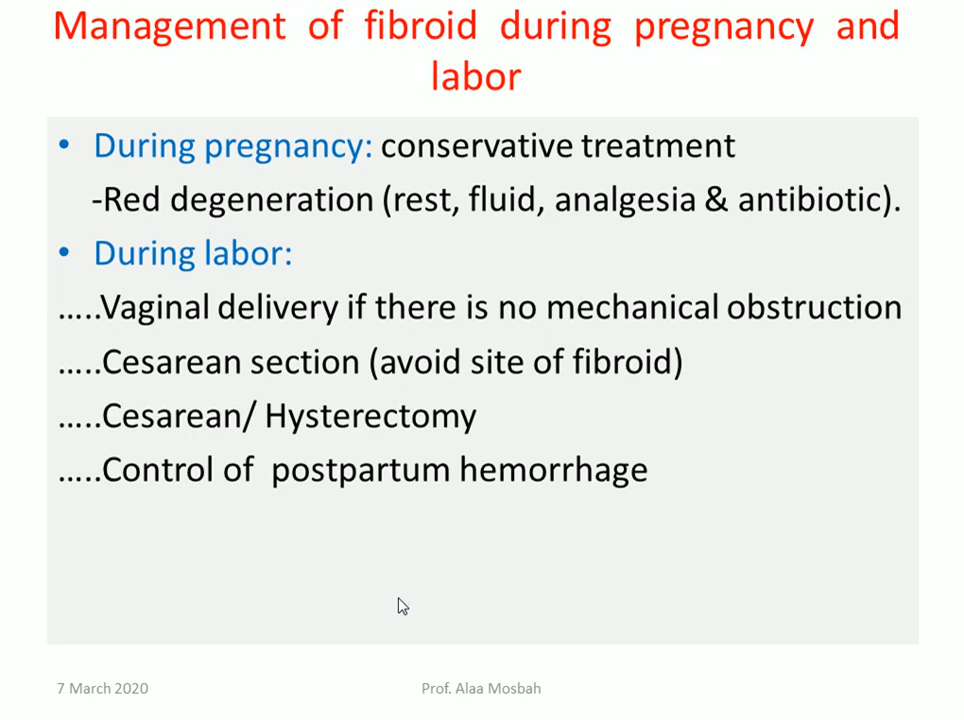 Management of fibroid during pregnancy and
labor
• During pregnancy: conservative treatment
-Red degeneration (rest, fluid, analgesia & antibiotic).
• During labor:
.....Vaginal delivery if there is no mechanical obstruction
.....Cesarean section (avoid site of fibroid)
.....Cesarean/ Hysterectomy
.....Control of  postpartum hemorrhage
7 March 2020
Prof. Alaa Mosbah